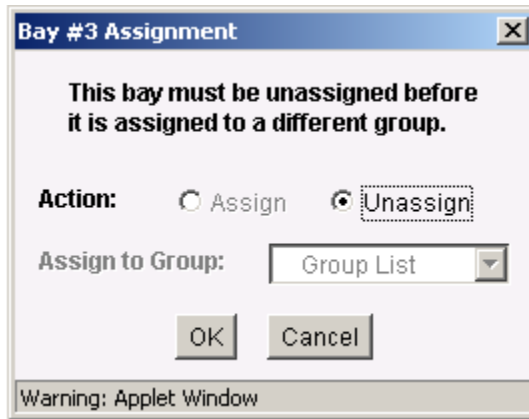 Bay #3 Assignment
This bay must be unassigned before
it is assigned to a different group.
Action: Assign Unassign
Assign to Group: Group List
OK Cancel
Warning: Applet Window